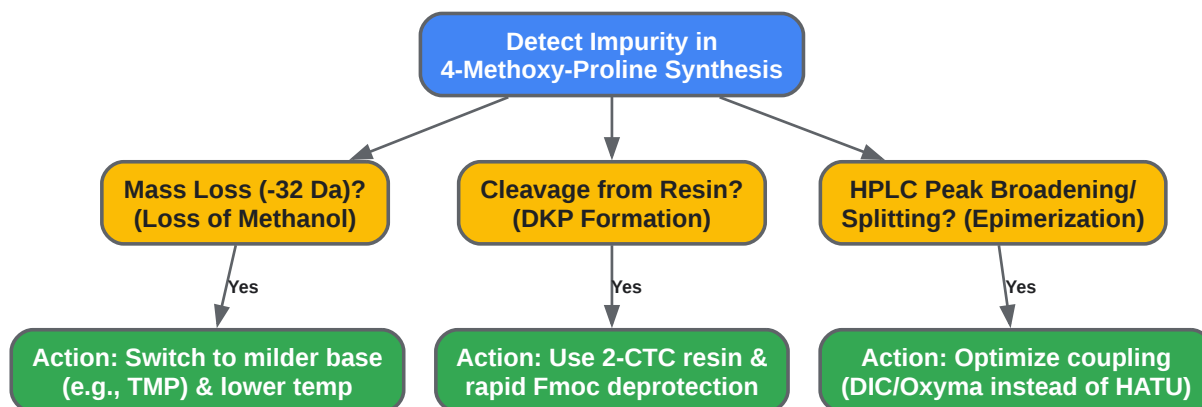 Detect Impurity in
4-Methoxy-Proline Synthesis
Mass Loss (-32 Da)?
(Loss of Methanol)
Cleavage from Resin?
(DKP Formation)
HPLC Peak Broadening/
Splitting? (Epimerization)
Yes
Yes
Yes
Action: Switch to milder base
(e.g., TMP) & lower temp
Action: Use 2-CTC resin &
rapid Fmoc deprotection
Action: Optimize coupling
(DIC/Oxyma instead of HATU)